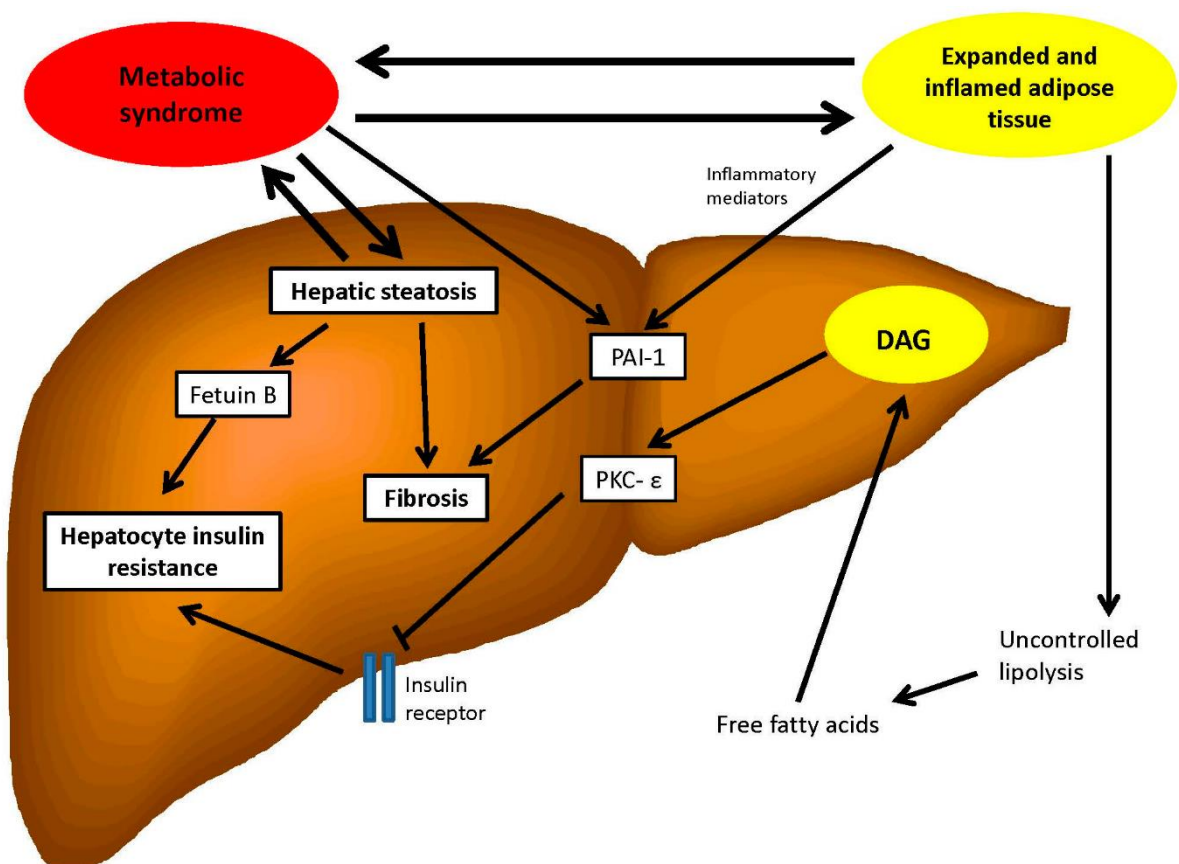 Metabolic
syndrome
Expanded and
inflamed adipose
tissue
Inflammatory
mediators
Hepatic steatosis
PAI-1
DAG
Fetuin B
Fibrosis
PKC- ε
Hepatocyte insulin
resistance
Insulin
receptor
Uncontrolled
lipolysis
Free fatty acids